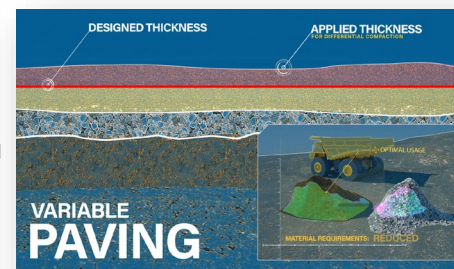 DESIGNED THICKNESS
APPLIED THICKNESS
FOR DIFFERENTIAL COMPACTION
OPTIMAL USAGE
VARIABLE
PAVING
MATERIAL REQUIREMENTS: REDUCED